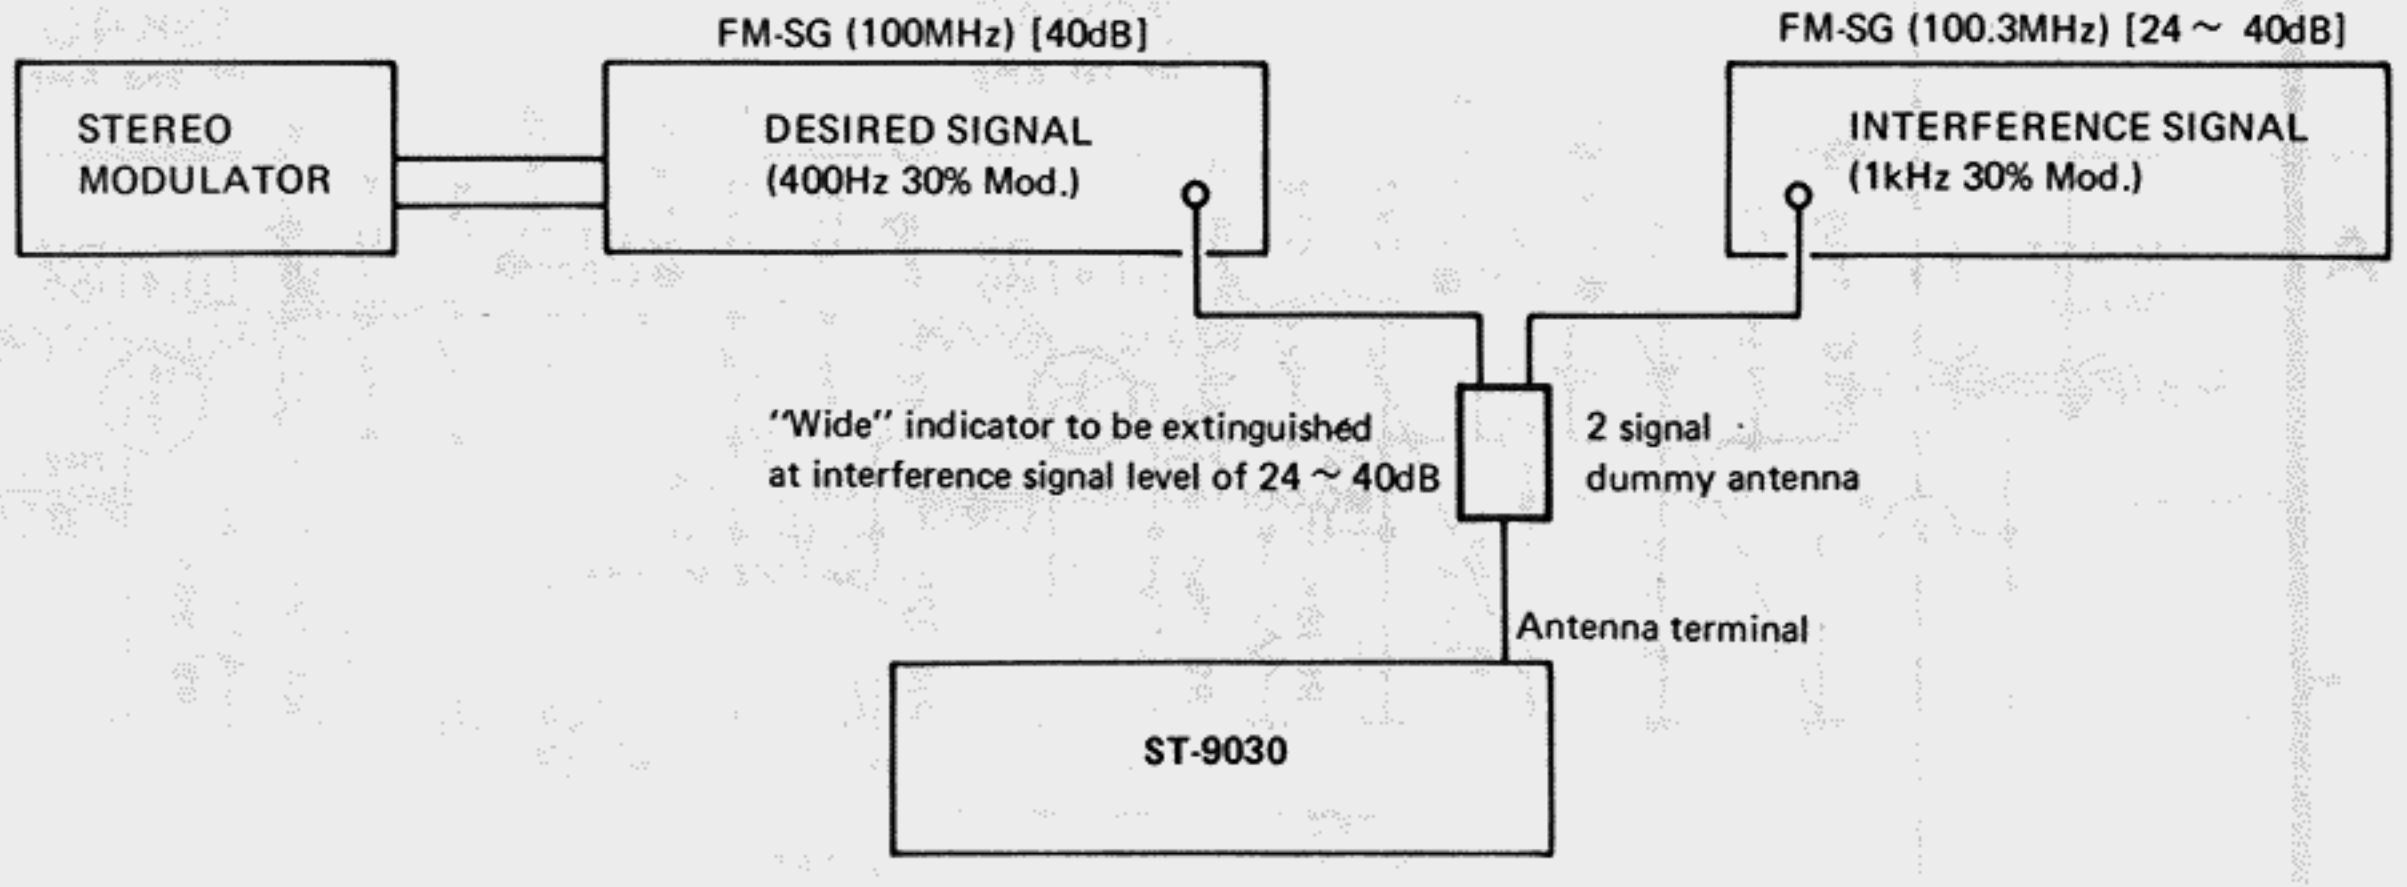 FM-SG (100MHz) [40dB]
FM-SG (100.3MHz) [24 ~ 40dB]
STEREO
MODULATOR
DESIRED SIGNAL
(400Hz 30% Mod.)
INTERFERENCE SIGNAL
(1kHz 30% Mod.)
"Wide" indicator to be extinguished
at interference signal level of 24 ~ 40dB
2 signal
dummy antenna
Antenna terminal
ST-9030